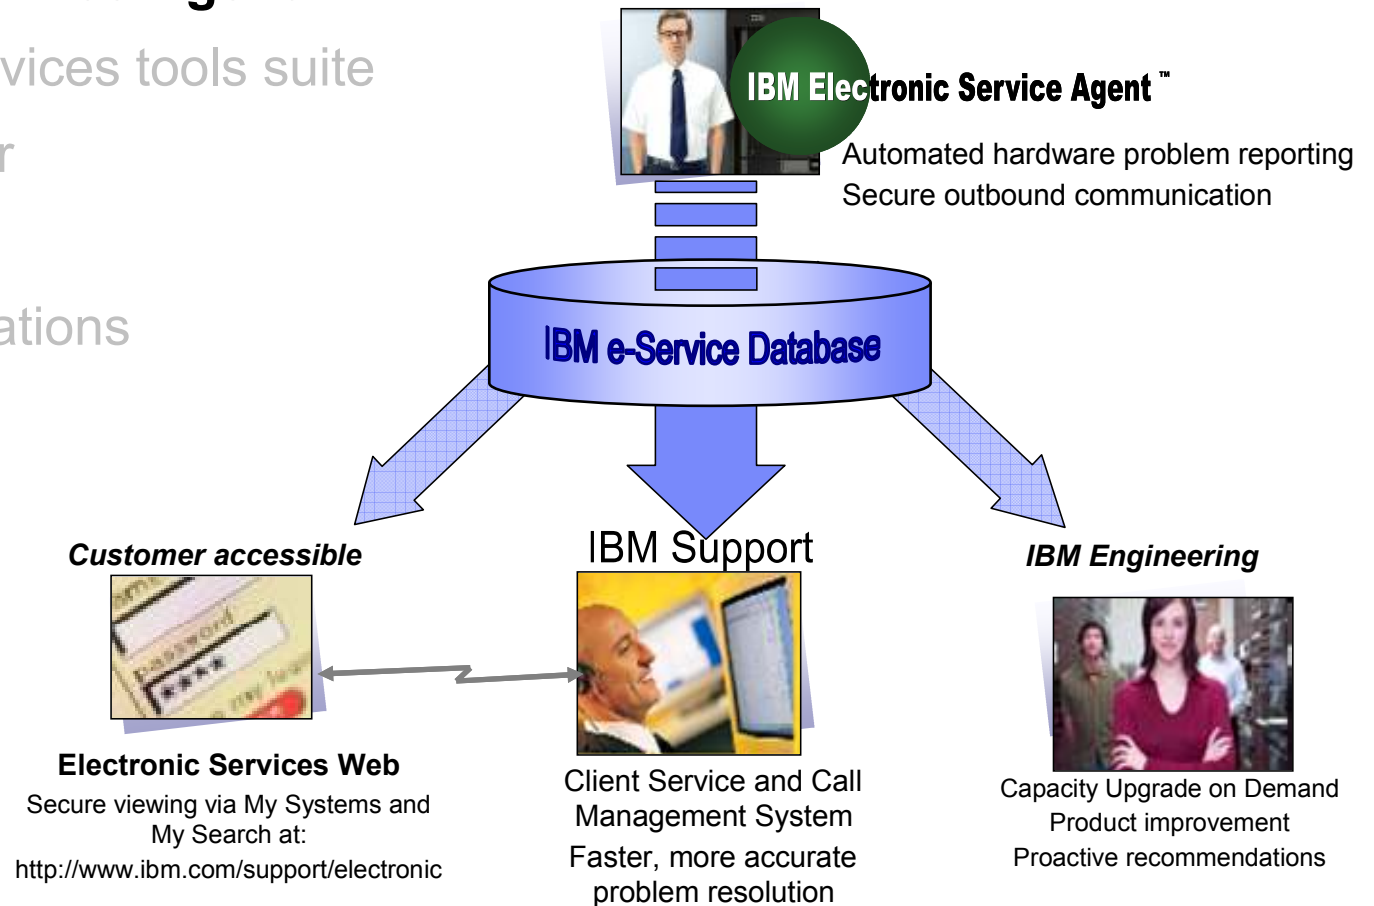 vices tools suite
r
ations
IBM Electronic Service Agent ™
Automated hardware problem reporting
Secure outbound communication
IBM e-Service Database
Customer accessible
password
****
Electronic Services Web
Secure viewing via My Systems and
My Search at:
http://www.ibm.com/support/electronic
IBM Support
Client Service and Call
Management System
Faster, more accurate
problem resolution
IBM Engineering
Capacity Upgrade on Demand
Product improvement
Proactive recommendations